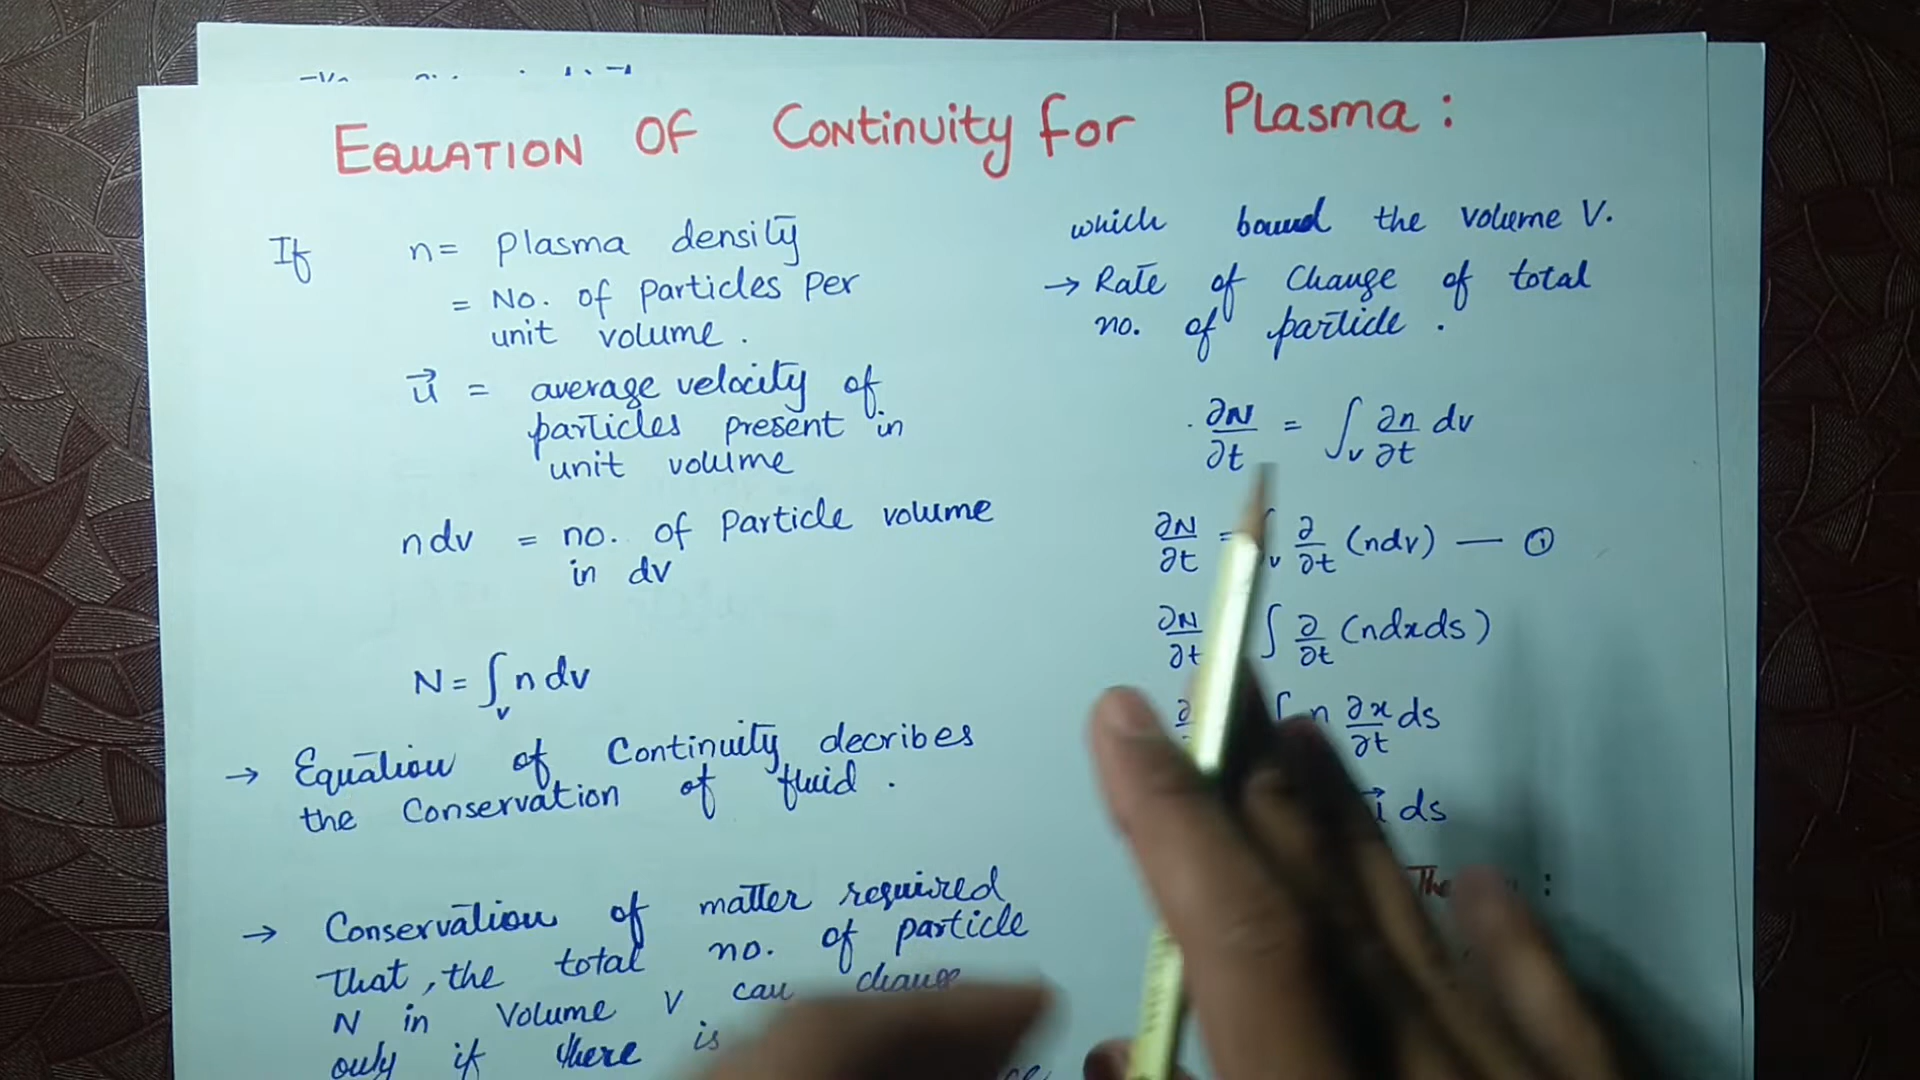 EQUATION OF Continuity for Plasma :
If n = plasma density
= No. of particles per
unit volume .
u⃗ = average velocity of
particles present in
unit volume
ndv = no. of Particle volume
in dv
N = ∫ᵥ n dv
→ Equation of Continuity decribes
the Conservation of fluid .
→ Conservation of matter required
that, the total no. of particle
N in Volume V can change
only if there is
which bound the volume V.
→ Rate of Change of total
no. of particle .
∂N/∂t = ∫ᵥ ∂n/∂t dv
∂N/∂t = ∫ᵥ ∂/∂t (ndv) — ①
∂N/∂t ∫ ∂/∂t (ndxds)
∂ ∫ n ∂x/∂t ds
ds
: